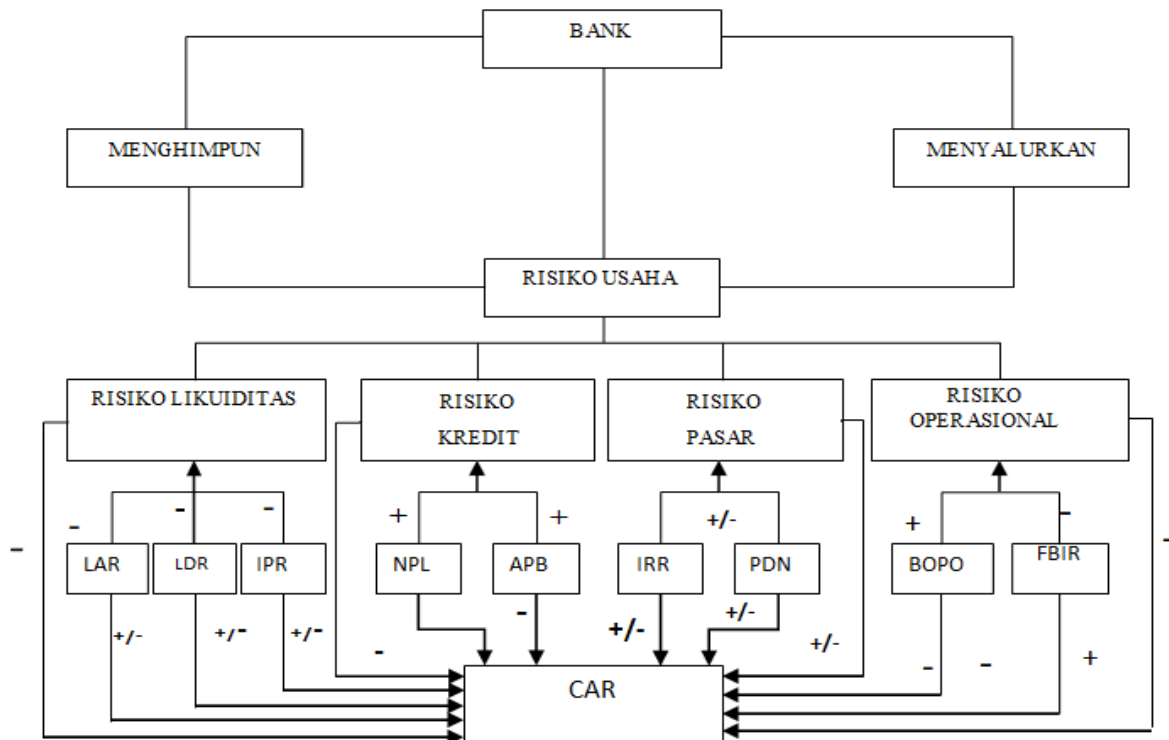 BANK
MENGHIMPUN
MENYALURKAN
RISIKO USAHA
RISIKO LIKUIDITAS
RISIKO
KREDIT
RISIKO
PASAR
RISIKO
OPERASIONAL
- - - + + +/- + -
- -
LAR LDR IPR NPL APB IRR PDN BOPO FBIR
+/- +/- +/- - - +/- +/- +/- - - +
CAR